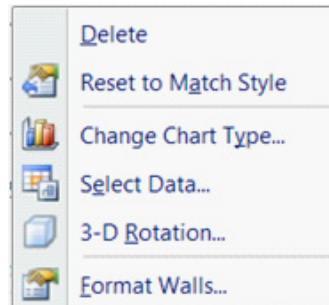 Delete
Reset to Match Style
Change Chart Type...
Select Data...
3-D Rotation...
Format Walls...